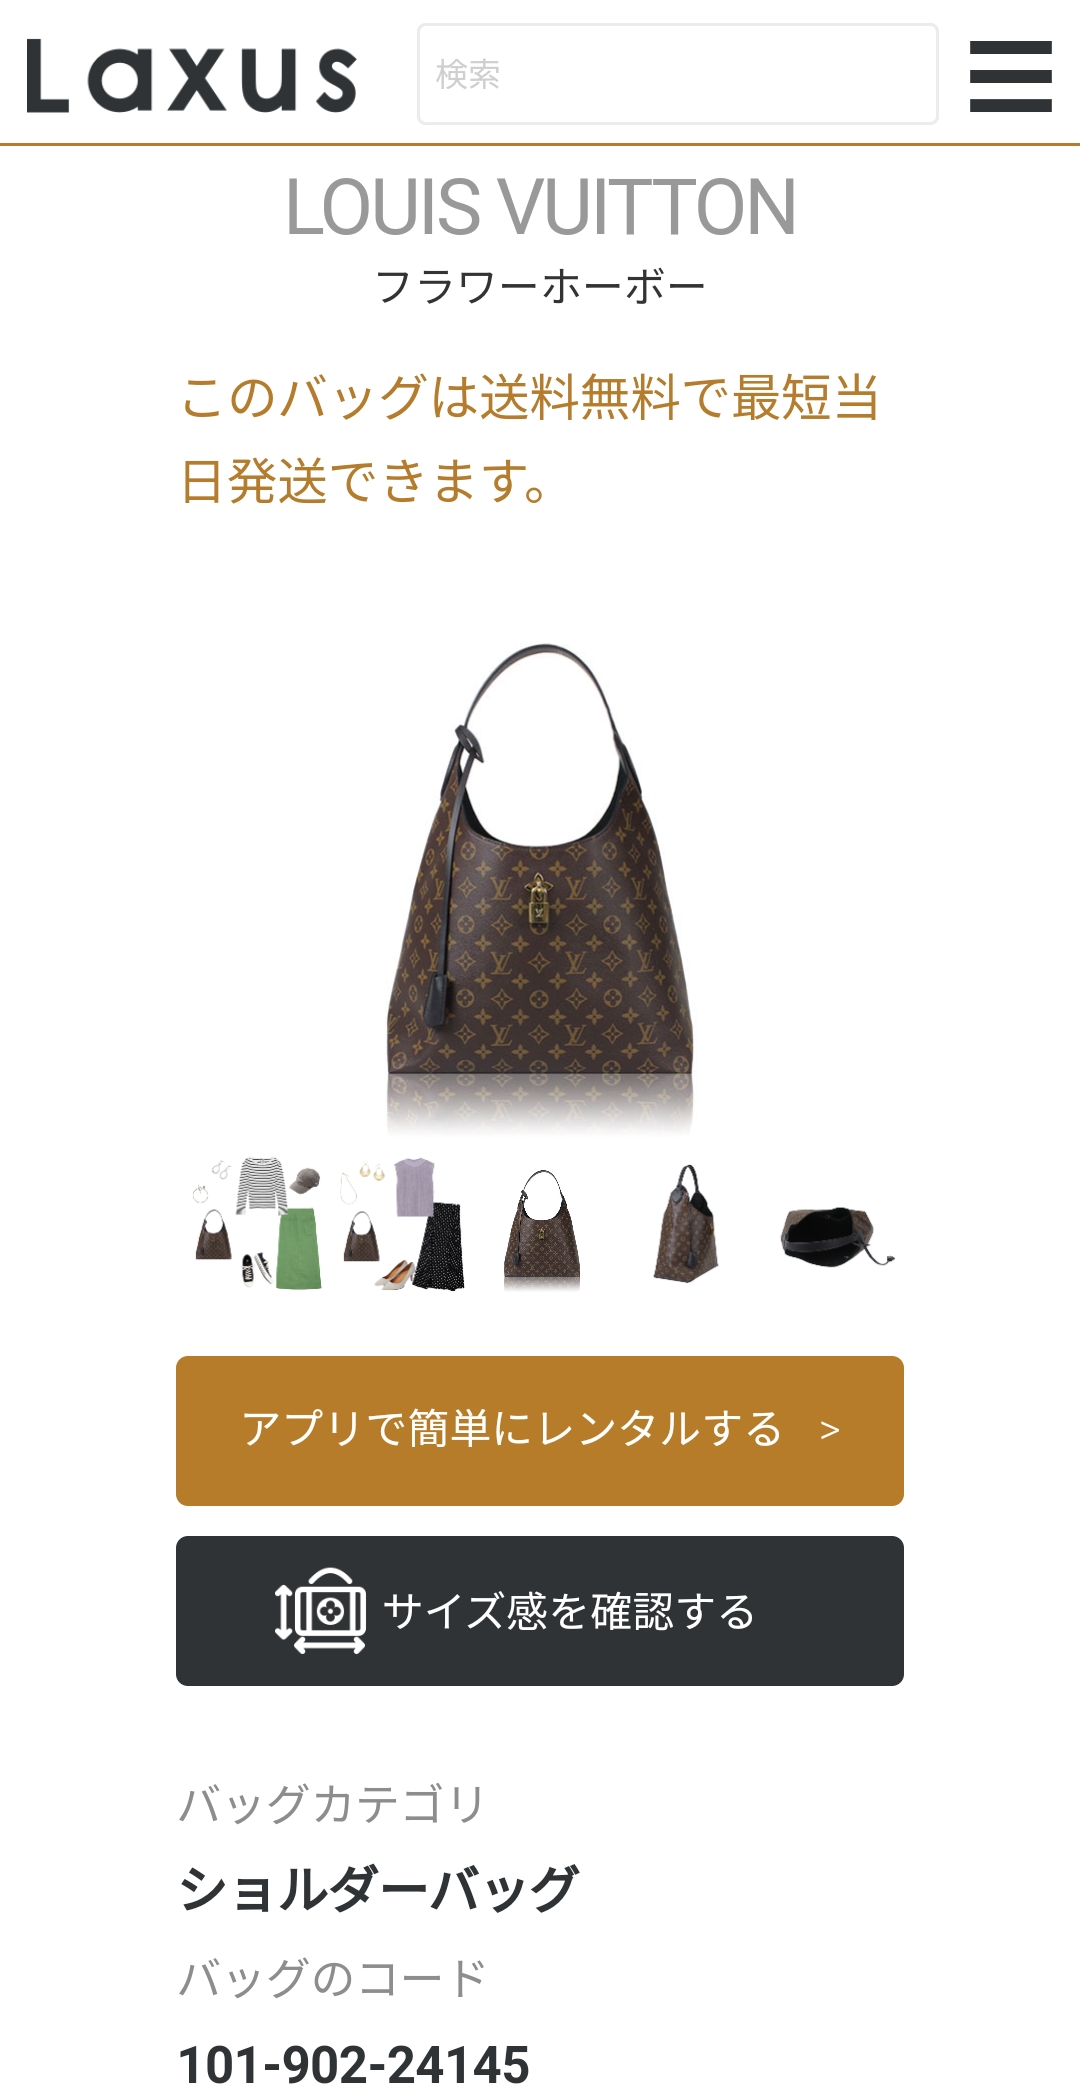 Laxus
検索
LOUIS VUITTON
フラワーホーボー
このバッグは送料無料で最短当
日発送できます。
アプリで簡単にレンタルする >
サイズ感を確認する
バッグカテゴリ
ショルダーバッグ
バッグのコード
101-902-24145